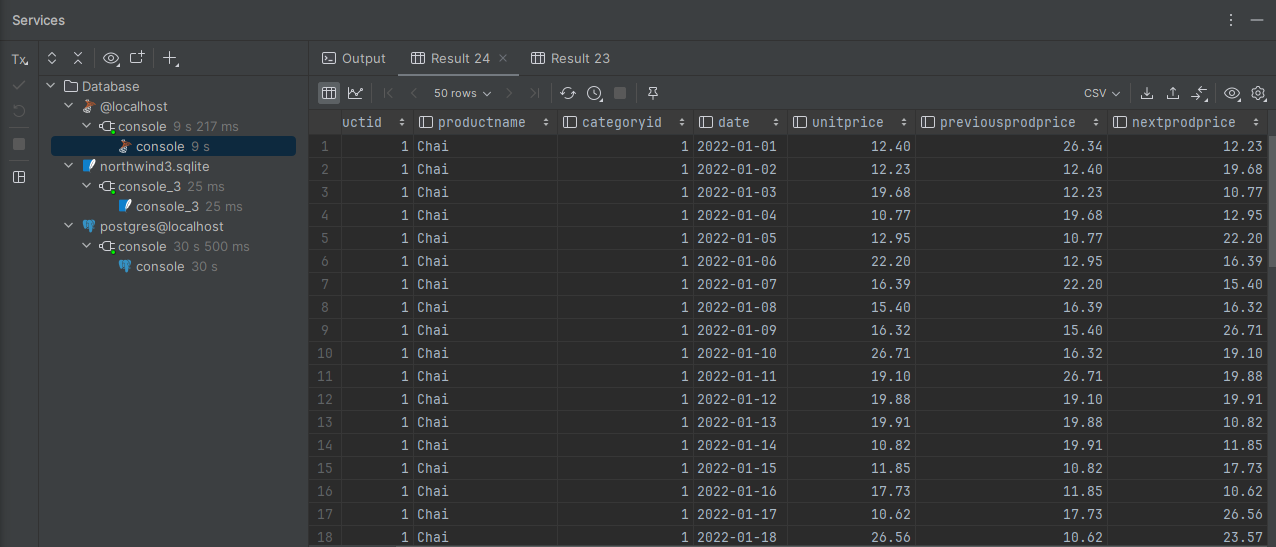 Services
Tx
Output
Result 24
Result 23
Database
@localhost
console 9 s 217 ms
console 9 s
northwind3.sqlite
console_3 25 ms
console_3 25 ms
postgres@localhost
console 30 s 500 ms
console 30 s
50 rows
CSV
uctid productname categoryid date unitprice previousprodprice nextprodprice
1 1 Chai 1 2022-01-01 12.40 26.34 12.23
2 1 Chai 1 2022-01-02 12.23 12.40 19.68
3 1 Chai 1 2022-01-03 19.68 12.23 10.77
4 1 Chai 1 2022-01-04 10.77 19.68 12.95
5 1 Chai 1 2022-01-05 12.95 10.77 22.20
6 1 Chai 1 2022-01-06 22.20 12.95 16.39
7 1 Chai 1 2022-01-07 16.39 22.20 15.40
8 1 Chai 1 2022-01-08 15.40 16.39 16.32
9 1 Chai 1 2022-01-09 16.32 15.40 26.71
10 1 Chai 1 2022-01-10 26.71 16.32 19.10
11 1 Chai 1 2022-01-11 19.10 26.71 19.88
12 1 Chai 1 2022-01-12 19.88 19.10 19.91
13 1 Chai 1 2022-01-13 19.91 19.88 10.82
14 1 Chai 1 2022-01-14 10.82 19.91 11.85
15 1 Chai 1 2022-01-15 11.85 10.82 17.73
16 1 Chai 1 2022-01-16 17.73 11.85 10.62
17 1 Chai 1 2022-01-17 10.62 17.73 26.56
18 1 Chai 1 2022-01-18 26.56 10.62 23.57